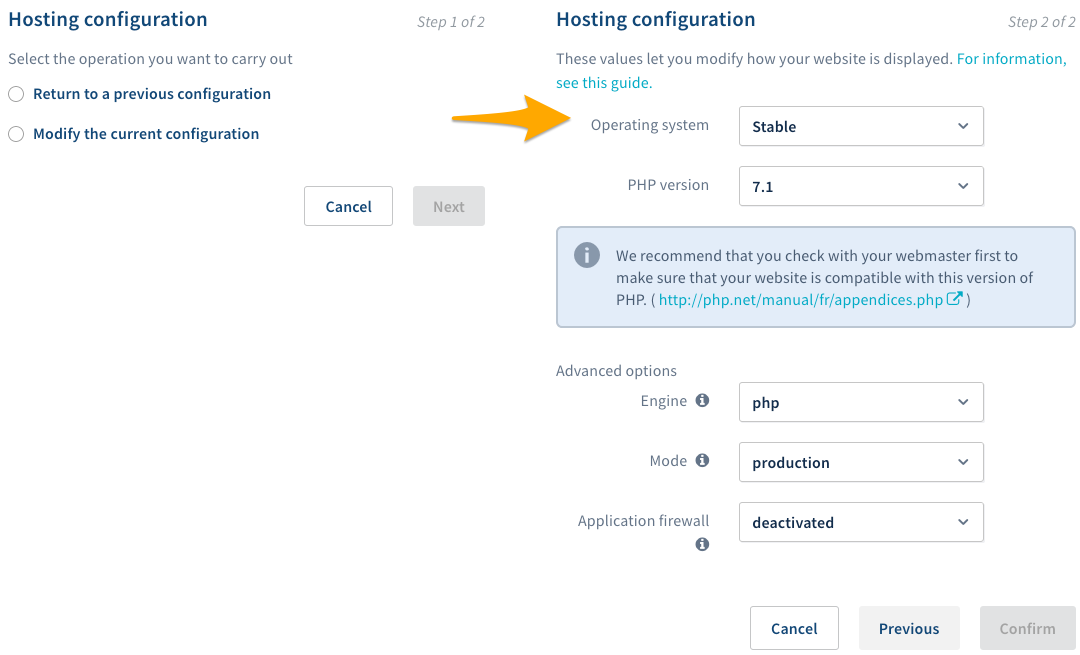 Hosting configuration
Step 1 of 2
Select the operation you want to carry out
Return to a previous configuration
Modify the current configuration
Cancel
Next
Hosting configuration
Step 2 of 2
These values let you modify how your website is displayed. For information,
see this guide.
Operating system
Stable
PHP version
7.1
We recommend that you check with your webmaster first to
make sure that your website is compatible with this version of
PHP. ( http://php.net/manual/fr/appendices.php )
Advanced options
Engine
php
Mode
production
Application firewall
deactivated
Cancel
Previous
Confirm